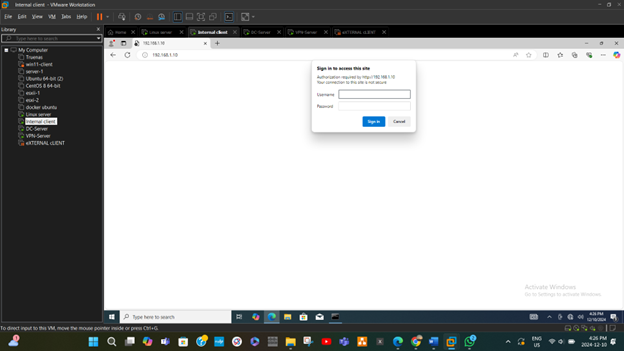 Internal client - VMware Workstation
File Edit View VM Tabs Help
Library
Type here to search
My Computer
Truenas
win11-client
server-1
Ubuntu 64-bit (2)
CentOS 8 64-bit
esxi-1
esxi-2
docker ubuntu
Linux server
Internal client
DC-Server
VPN-Server
eXTERNAL cLIENT
Home
Linux server
Internal client
DC-Server
VPN Server
eXTERNAL cLIENT
192.168.1.10
192.168.1.10
Sign in to access this site
Authorization required by http://192.168.1.10
Your connection to this site is not secure
Username
Password
Sign in
Cancel
Activate Windows
Go to Settings to activate Windows.
Type here to search
4:26 PM
12/10/2024
To direct input to this VM, move the mouse pointer inside or press Ctrl+G.
ENG
US
4:26 PM
2024-12-10